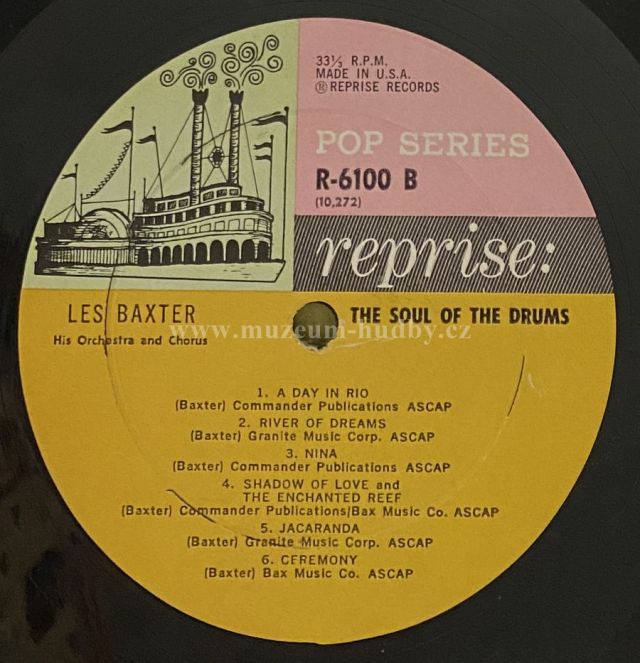 33⅓ R.P.M.
MADE IN U.S.A.
Ⓡ REPRISE RECORDS
POP SERIES
R-6100 B
(10,272)
reprise:
LES BAXTER
His Orchestra and Chorus
THE SOUL OF THE DRUMS
www.muzeum-hudby.cz
1. A DAY IN RIO
(Baxter) Commander Publications ASCAP
2. RIVER OF DREAMS
(Baxter) Granite Music Corp. ASCAP
3. NINA
(Baxter) Commander Publications ASCAP
4. SHADOW OF LOVE and
THE ENCHANTED REEF
(Baxter) Commander Publications/Bax Music Co. ASCAP
5. JACARANDA
(Baxter) Granite Music Corp. ASCAP
6. CEREMONY
(Baxter) Bax Music Co. ASCAP